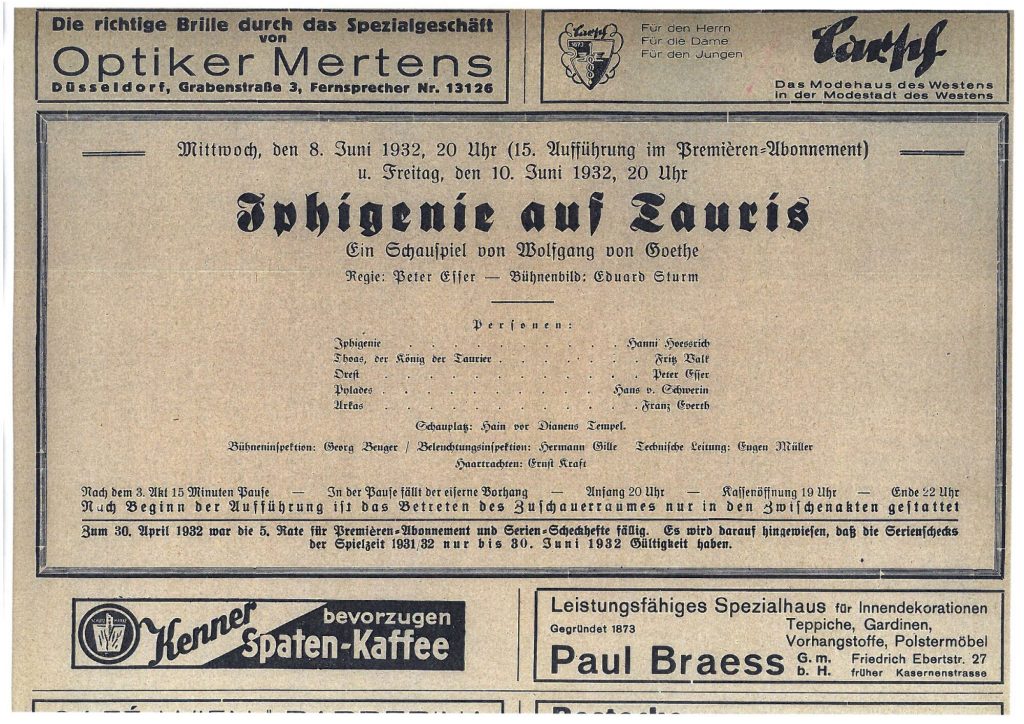 Die richtige Brille durch das Spezialgeschäft
von
Optiker Mertens
Düsseldorf, Grabenstraße 3, Fernsprecher Nr. 13126
Carsch
1873
Für den Herrn
Für die Dame
Für den Jungen
Carsch
Das Modehaus des Westens
in der Modestadt des Westens
Mittwoch, den 8. Juni 1932, 20 Uhr (15. Aufführung im Premièren-Abonnement)
u. Freitag, den 10. Juni 1932, 20 Uhr
Iphigenie auf Tauris
Ein Schauspiel von Wolfgang von Goethe
Regie: Peter Esser — Bühnenbild: Eduard Sturm
Personen:
Iphigenie . . . . . . . . . . Hanni Hoessrich
Thoas, der König der Taurier . . . . . . Fritz Valk
Orest . . . . . . . . . . . Peter Esser
Pylades . . . . . . . . . . Hans v. Schwerin
Arkas . . . . . . . . . . . Franz Everth
Schauplatz: Hain vor Dianens Tempel.
Bühneninspektion: Georg Benger / Beleuchtungsinspektion: Hermann Gille Technische Leitung: Eugen Müller
Haartrachten: Ernst Kraft
Nach dem 3. Akt 15 Minuten Pause — In der Pause fällt der eiserne Vorhang — Anfang 20 Uhr — Kassenöffnung 19 Uhr — Ende 22 Uhr
Nach Beginn der Aufführung ist das Betreten des Zuschauerraumes nur in den Zwischenakten gestattet
Zum 30. April 1932 war die 5. Rate für Premièren-Abonnement und Serien-Scheckhefte fällig. Es wird darauf hingewiesen, daß die Serienschecks
der Spielzeit 1931/32 nur bis 30. Juni 1932 Gültigkeit haben.
Kenner bevorzugen
Spaten-Kaffee
Leistungsfähiges Spezialhaus für Innendekorationen
Gegründet 1873
Teppiche, Gardinen,
Vorhangstoffe, Polstermöbel
Paul Braess G. m. b. H.
Friedrich Ebertstr. 27
früher Kasernenstrasse